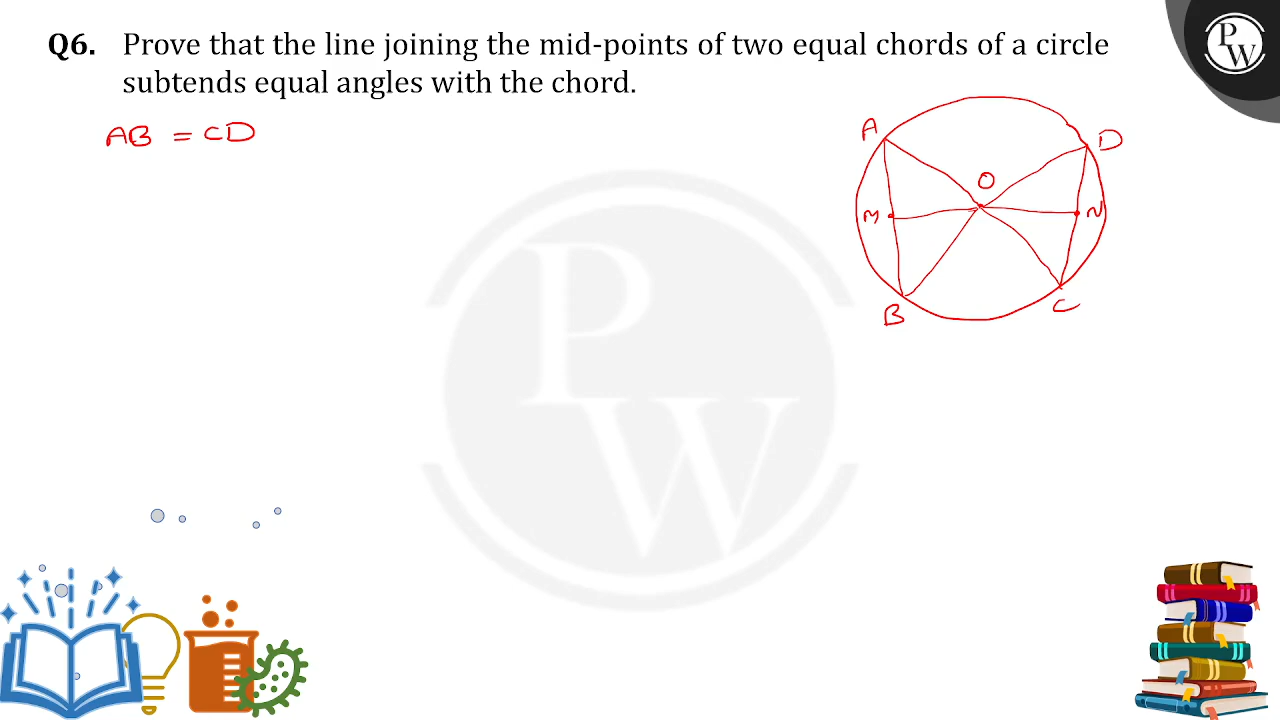 Q6. Prove that the line joining the mid-points of two equal chords of a circle
subtends equal angles with the chord.
AB = CD
A
D
O
M
N
B
C
P
W
P
W